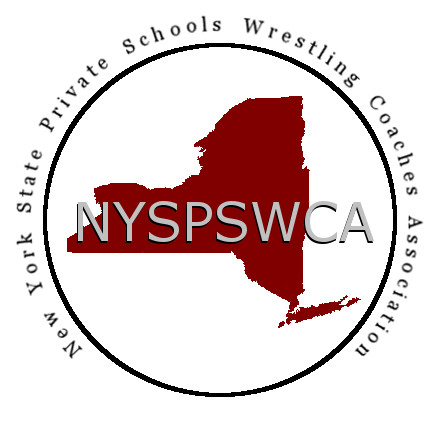 New York State Private Schools Wrestling Coaches Association
NYSPSWCA